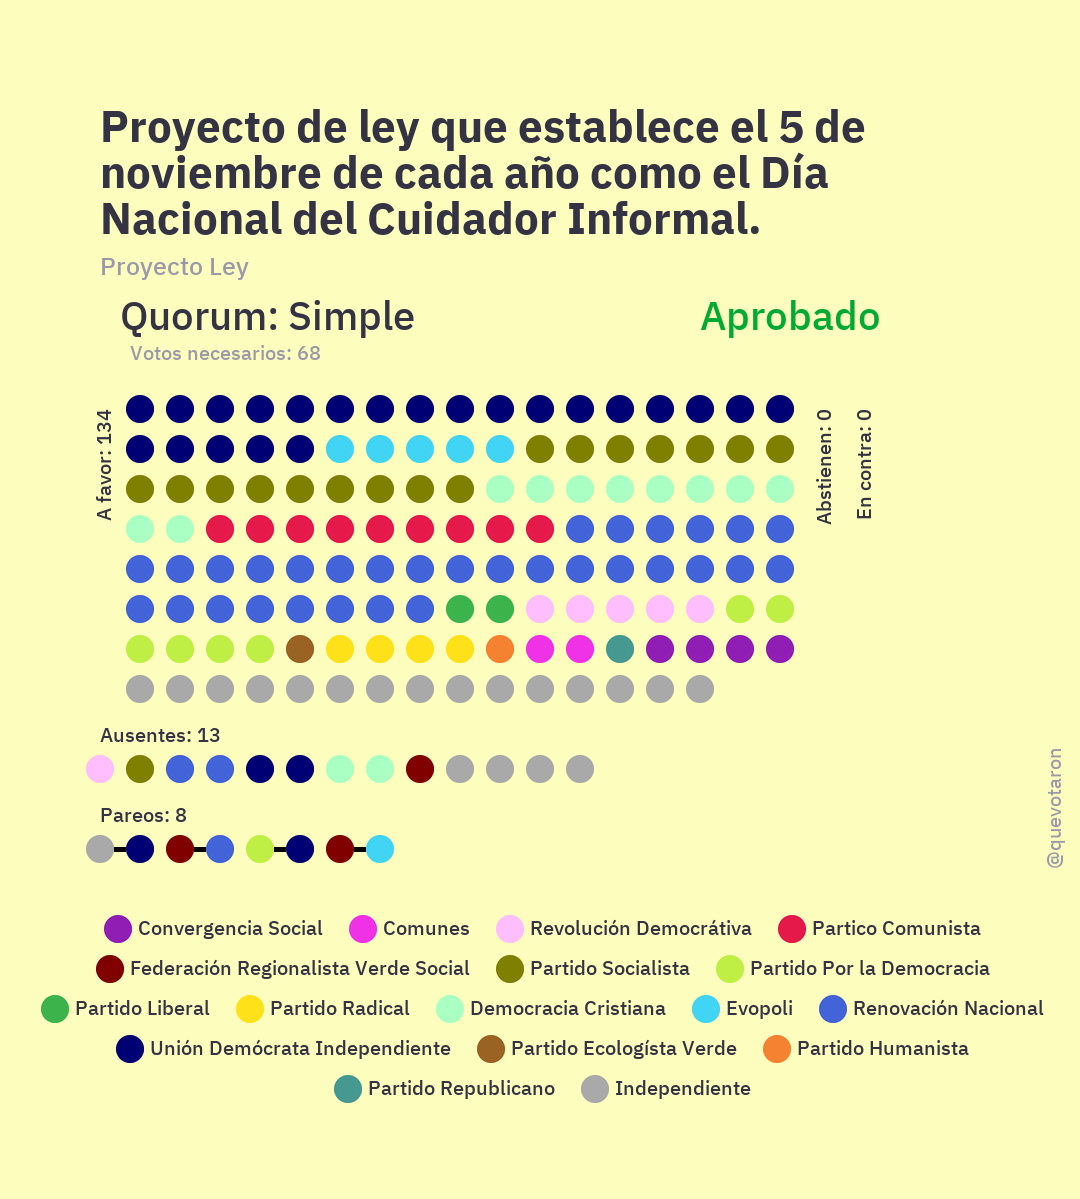 Proyecto de ley que establece el 5 de
noviembre de cada año como el Día
Nacional del Cuidador Informal.
Proyecto Ley
Quorum: Simple
Aprobado
Votos necesarios: 68
A favor: 134
Abstienen: 0
En contra: 0
Ausentes: 13
Pareos: 8
@quevotaron
Convergencia Social
Comunes
Revolución Democrátiva
Partico Comunista
Federación Regionalista Verde Social
Partido Socialista
Partido Por la Democracia
Partido Liberal
Partido Radical
Democracia Cristiana
Evopoli
Renovación Nacional
Unión Demócrata Independiente
Partido Ecologísta Verde
Partido Humanista
Partido Republicano
Independiente